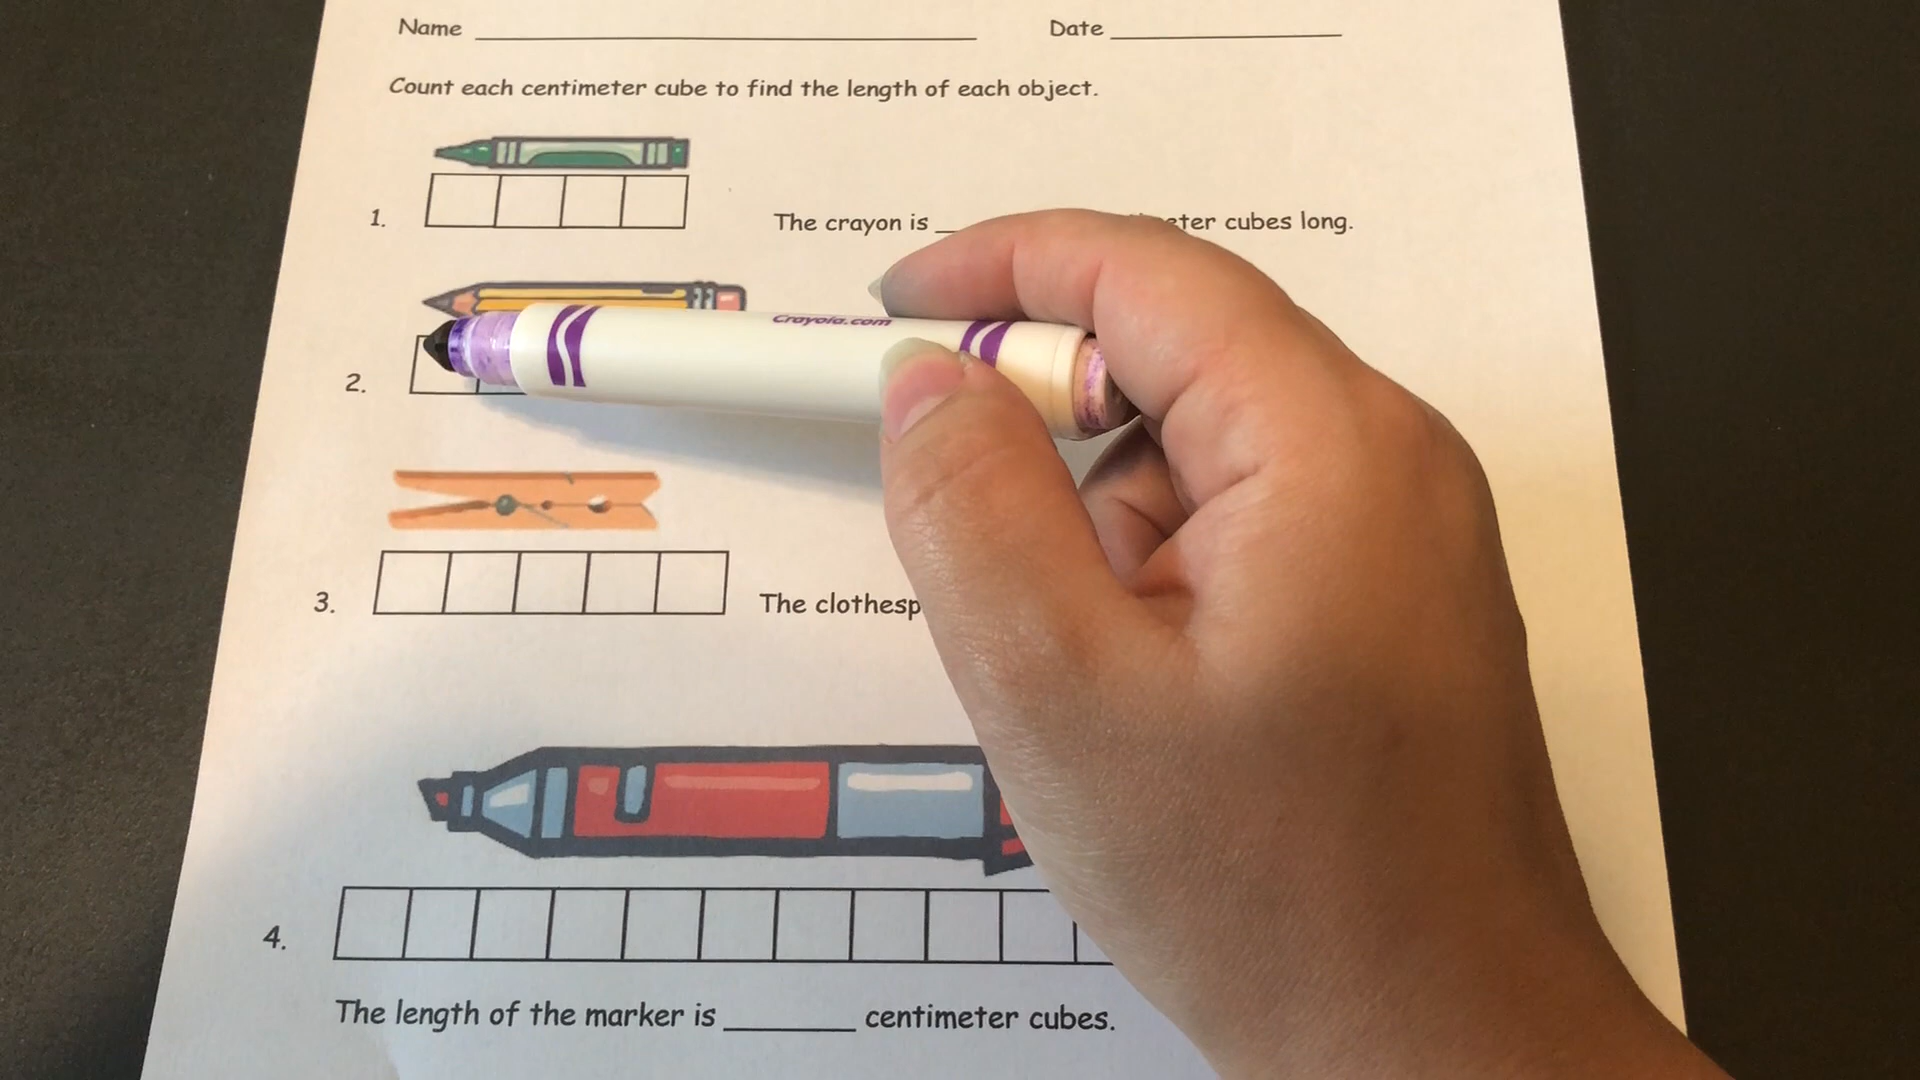 Name Date
Count each centimeter cube to find the length of each object.
1. The crayon is cubes long.
Crayola.com
2.
3. The
4.
The length of the marker is centimeter cubes.